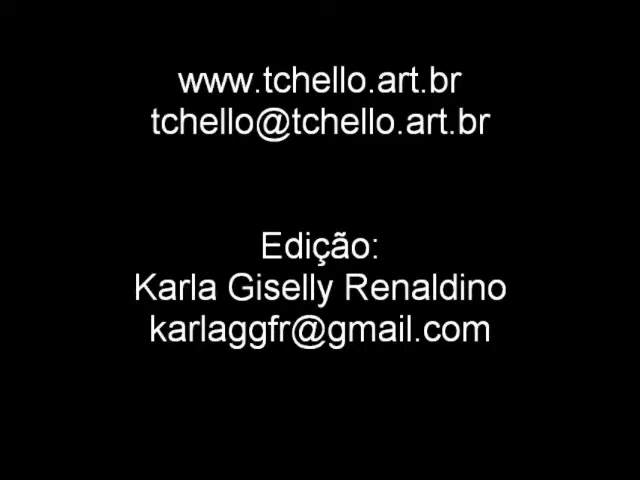 www.tchello.art.br
tchello@tchello.art.br
Edição:
Karla Giselly Renaldino
karlaggfr@gmail.com